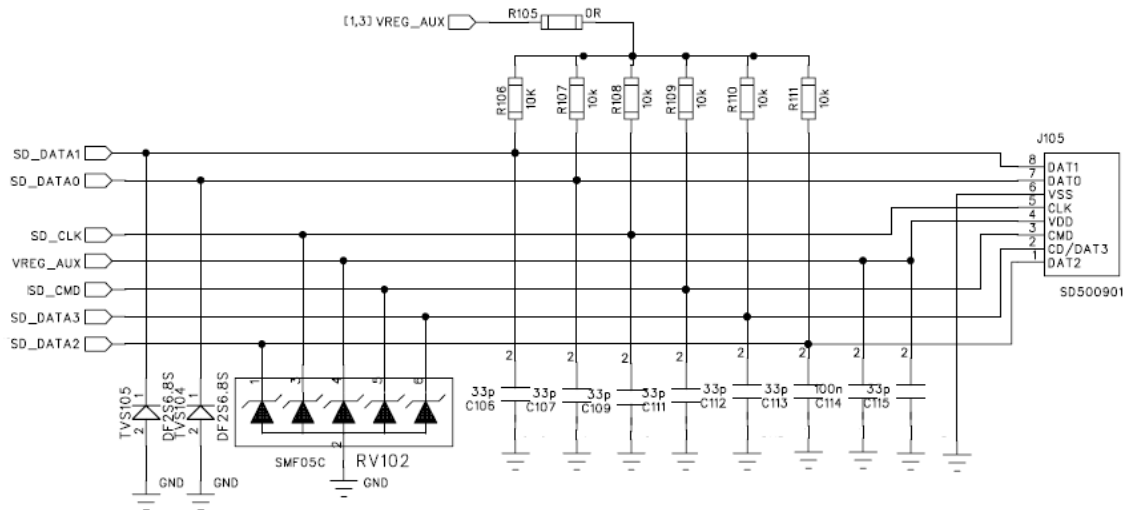 [1,3] VREG_AUX R105 0R
R106 10K R107 10k R108 10k R109 10k R110 10k R111 10k
J105
SD_DATA1 8 DAT1
SD_DATA0 7 DAT0
6 VSS
5 CLK
SD_CLK 4 VDD
3 CMD
VREG_AUX 2 CD/DAT3
1 DAT2
SD_CMD
SD500901
SD_DATA3
SD_DATA2
2 2 2 2 2 2 2 2
1 1 1 3 4 5 6
TVS105 DF2S6.8S TVS104 DF2S6.8S
33p 33p 33p 33p 33p 33p 100n 33p
C106 C107 C109 C111 C112 C113 C114 C115
2 2 2
SMF05C RV102
GND GND GND